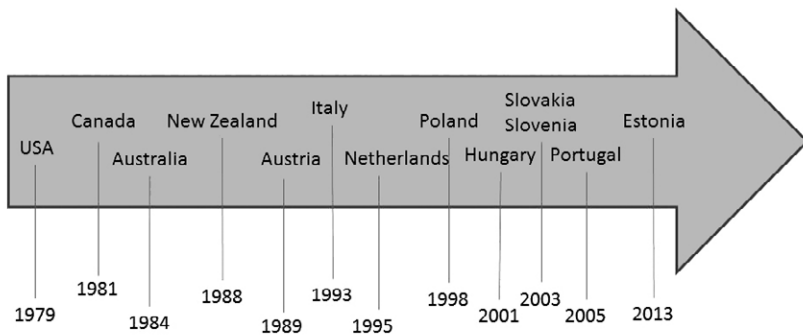 Slovakia
Italy
Canada New Zealand Poland Slovenia Estonia
USA
Australia Austria Netherlands Hungary Portugal
1981 1988 1993 1998 2003
1979 1984 1989 1995 2001 2005 2013